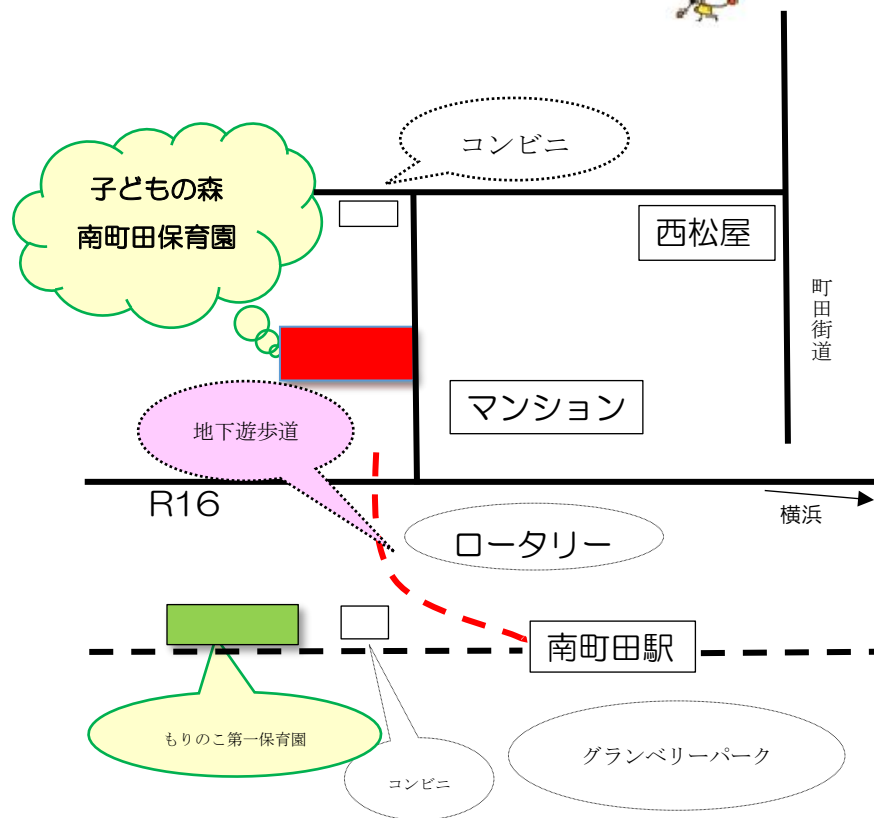 コンビニ
子どもの森
南町田保育園
西松屋
町田街道
マンション
地下遊歩道
R16
横浜
ロータリー
南町田駅
もりのこ第一保育園
グランベリーパーク
コンビニ